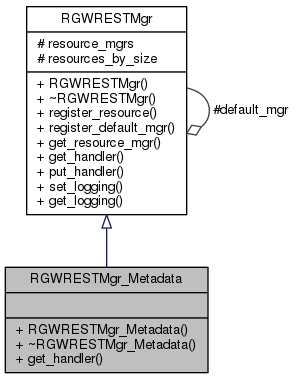 RGWRESTMgr
# resource_mgrs
# resources_by_size
+ RGWRESTMgr()
+ ~RGWRESTMgr()
+ register_resource()
+ register_default_mgr()
+ get_resource_mgr()
+ get_handler()
+ put_handler()
+ set_logging()
+ get_logging()
#default_mgr
RGWRESTMgr_Metadata
+ RGWRESTMgr_Metadata()
+ ~RGWRESTMgr_Metadata()
+ get_handler()